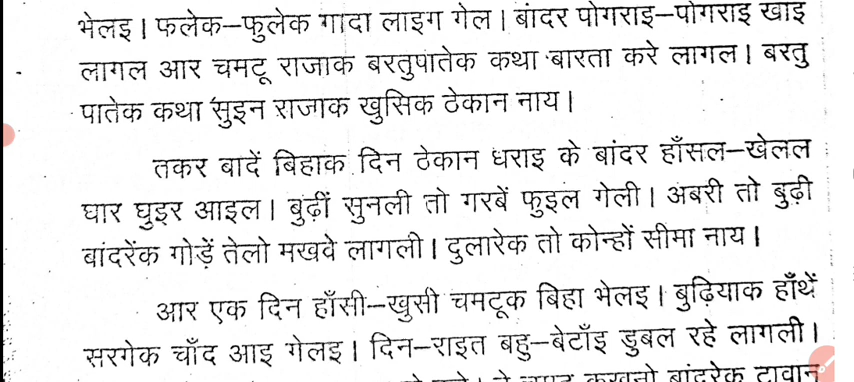 भेलइ। फलेक–फुलेक गादा लाइग गेल। बांदर पोगराइ–पोगराइ खाइ
लागल आर चमटू राजाक बरतुपातेक कथा बारता करे लागल। बरतु
पातेक कथा सुइन राजाक खुसिक ठेकान नाय।
तकर बादें बिहाक दिन ठेकान धराइ के बांदर हाँसल–खेलल
घार घुइर आइल। बुढ़ीं सुनली तो गरबें फुइल गेली। अबरी तो बुढ़ी
बांदरेंक गोड़ें तेलो मखवे लागली। दुलारेक तो कोन्हों सीमा नाय।
आर एक दिन हाँसी–खुसी चमटूक बिहा भेलइ। बुढ़ियाक हाँथें
सरगेक चाँद आइ गेलइ। दिन–राइत बहु–बेटाँइ डुबल रहे लागली।